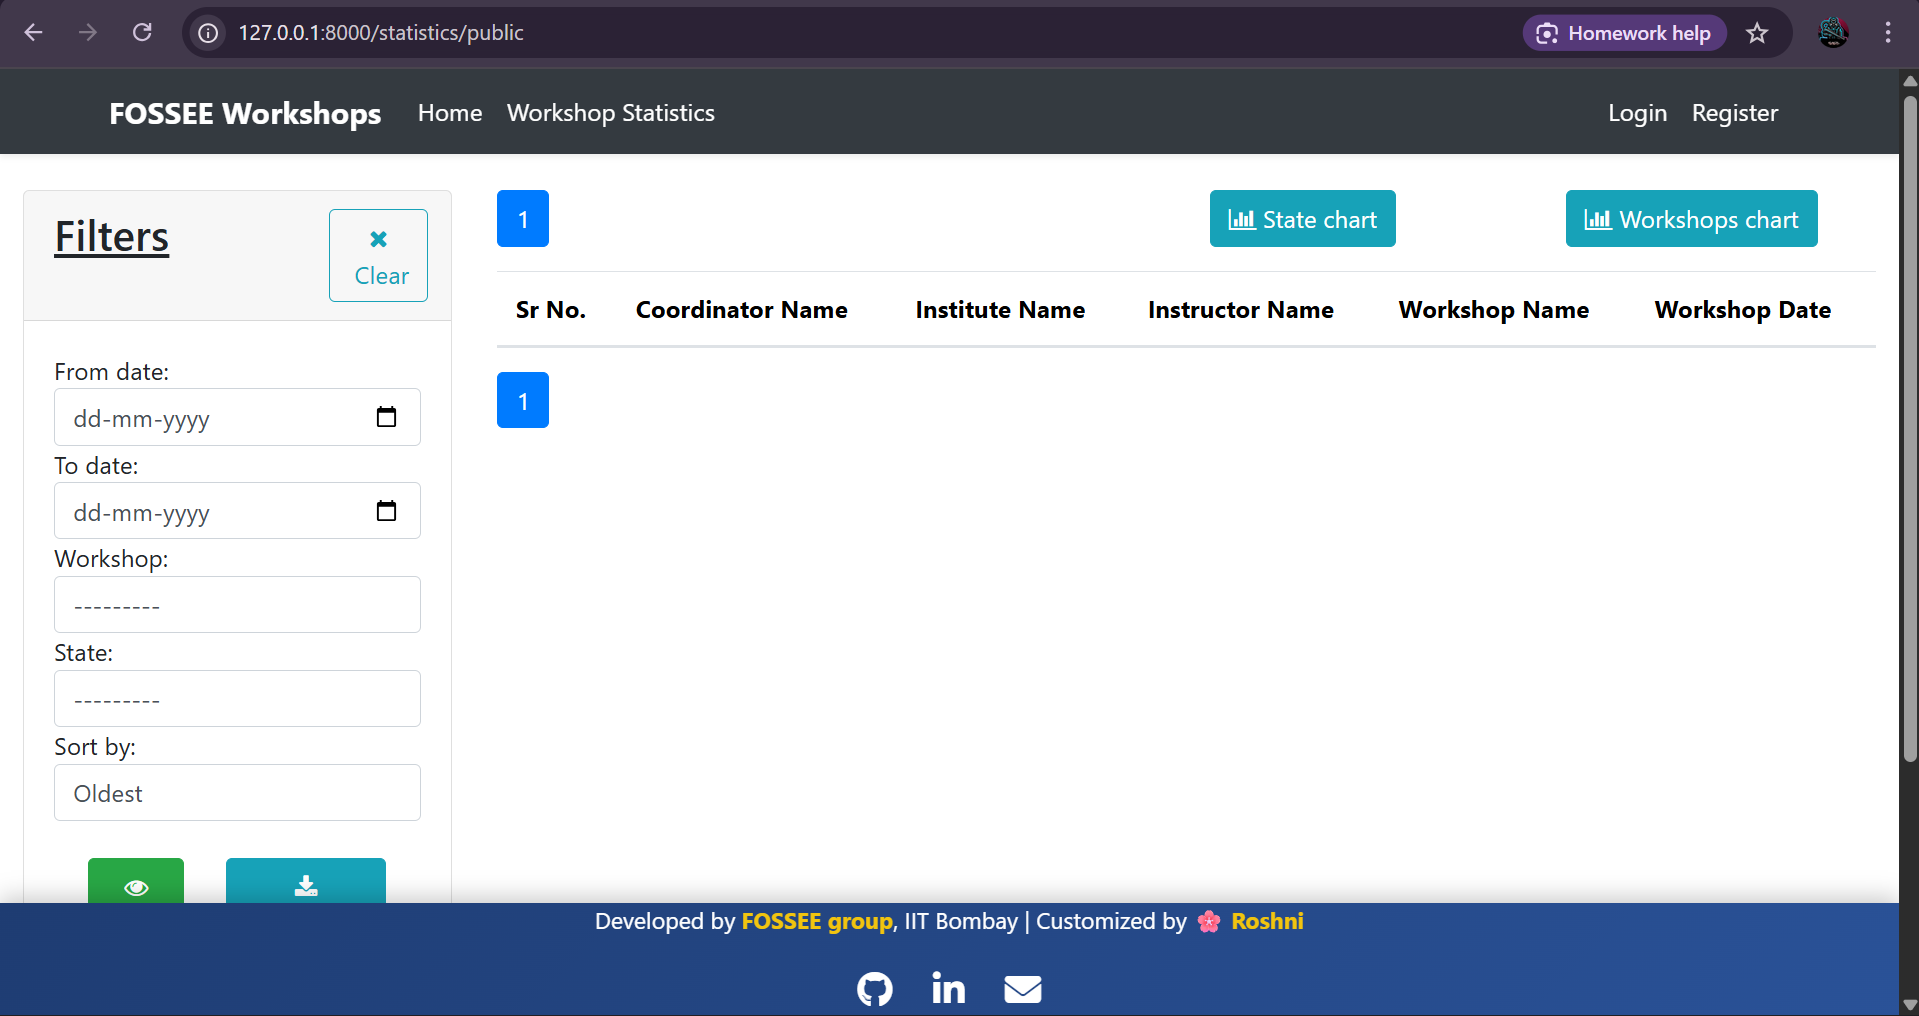 127.0.0.1:8000/statistics/public
Homework help
FOSSEE Workshops Home Workshop Statistics Login Register
Filters
Clear
From date:
dd-mm-yyyy
To date:
dd-mm-yyyy
Workshop:
---------
State:
---------
Sort by:
Oldest
1 State chart Workshops chart
Sr No. Coordinator Name Institute Name Instructor Name Workshop Name Workshop Date
1
Developed by FOSSEE group, IIT Bombay | Customized by 🌸 Roshni